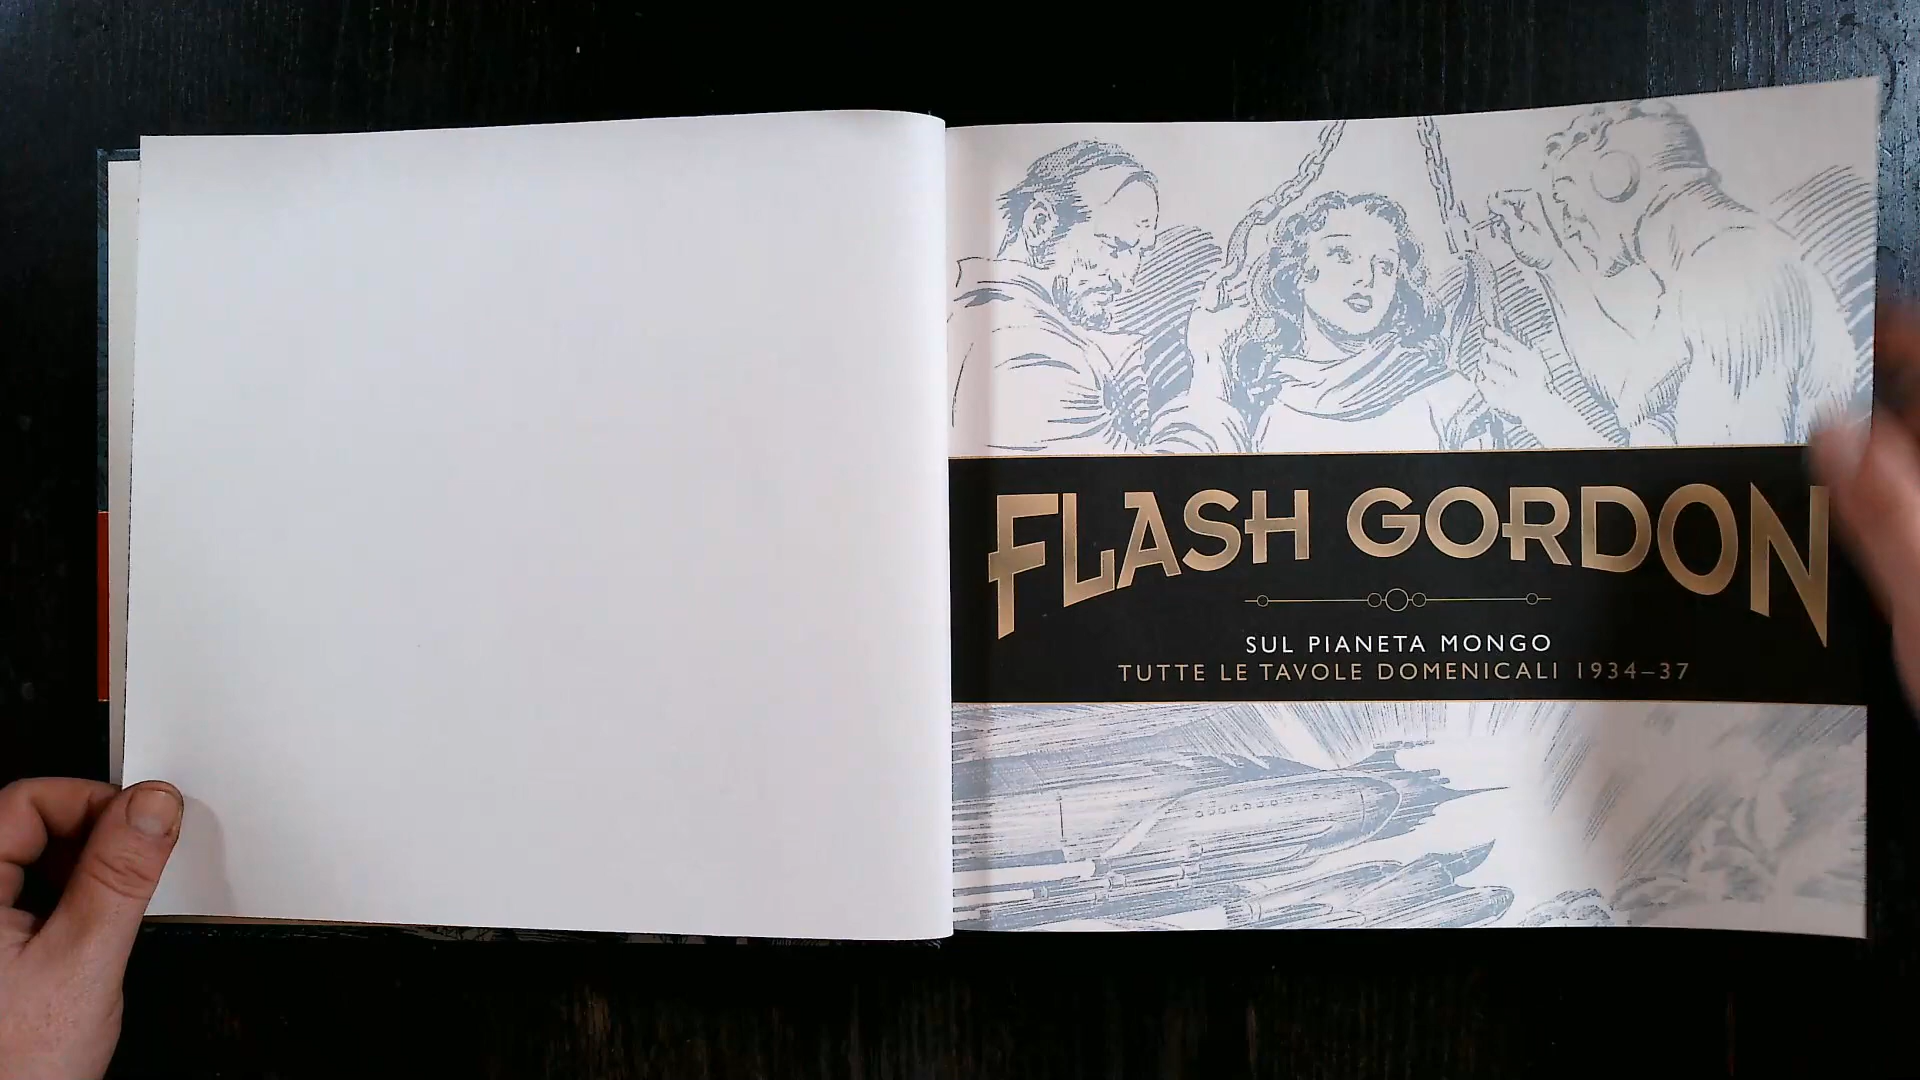 FLASH GORDON
SUL PIANETA MONGO
TUTTE LE TAVOLE DOMENICALI 1934–37